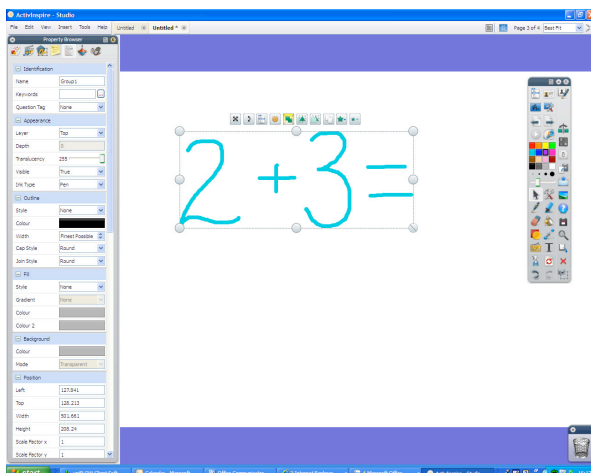 ActivInspire - Studio
File Edit View Insert Tools Help Untitled Untitled * Page 3 of 4 Best Fit
Property Browser
Identification
Name Group1
Keywords
Question Tag None
Appearance
Layer Top
Depth 0
Translucency 255
Visible True
Ink Type Pen
Outline
Style None
Colour
Width Finest Possible
Cap Style Round
Join Style Round
Fill
Style None
Gradient None
Colour
Colour 2
Background
Colour
Mode Transparent
Position
Left 127.841
Top 128.213
Width 501.661
Height 208.24
Scale Factor x 1
Scale Factor y 1
2 + 3 =